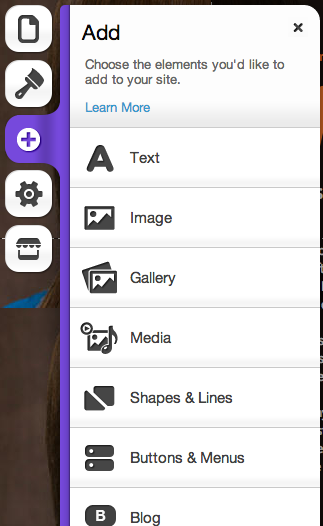 Add
Choose the elements you'd like to
add to your site.
Learn More
Text
Image
Gallery
Media
Shapes & Lines
Buttons & Menus
B
Blog